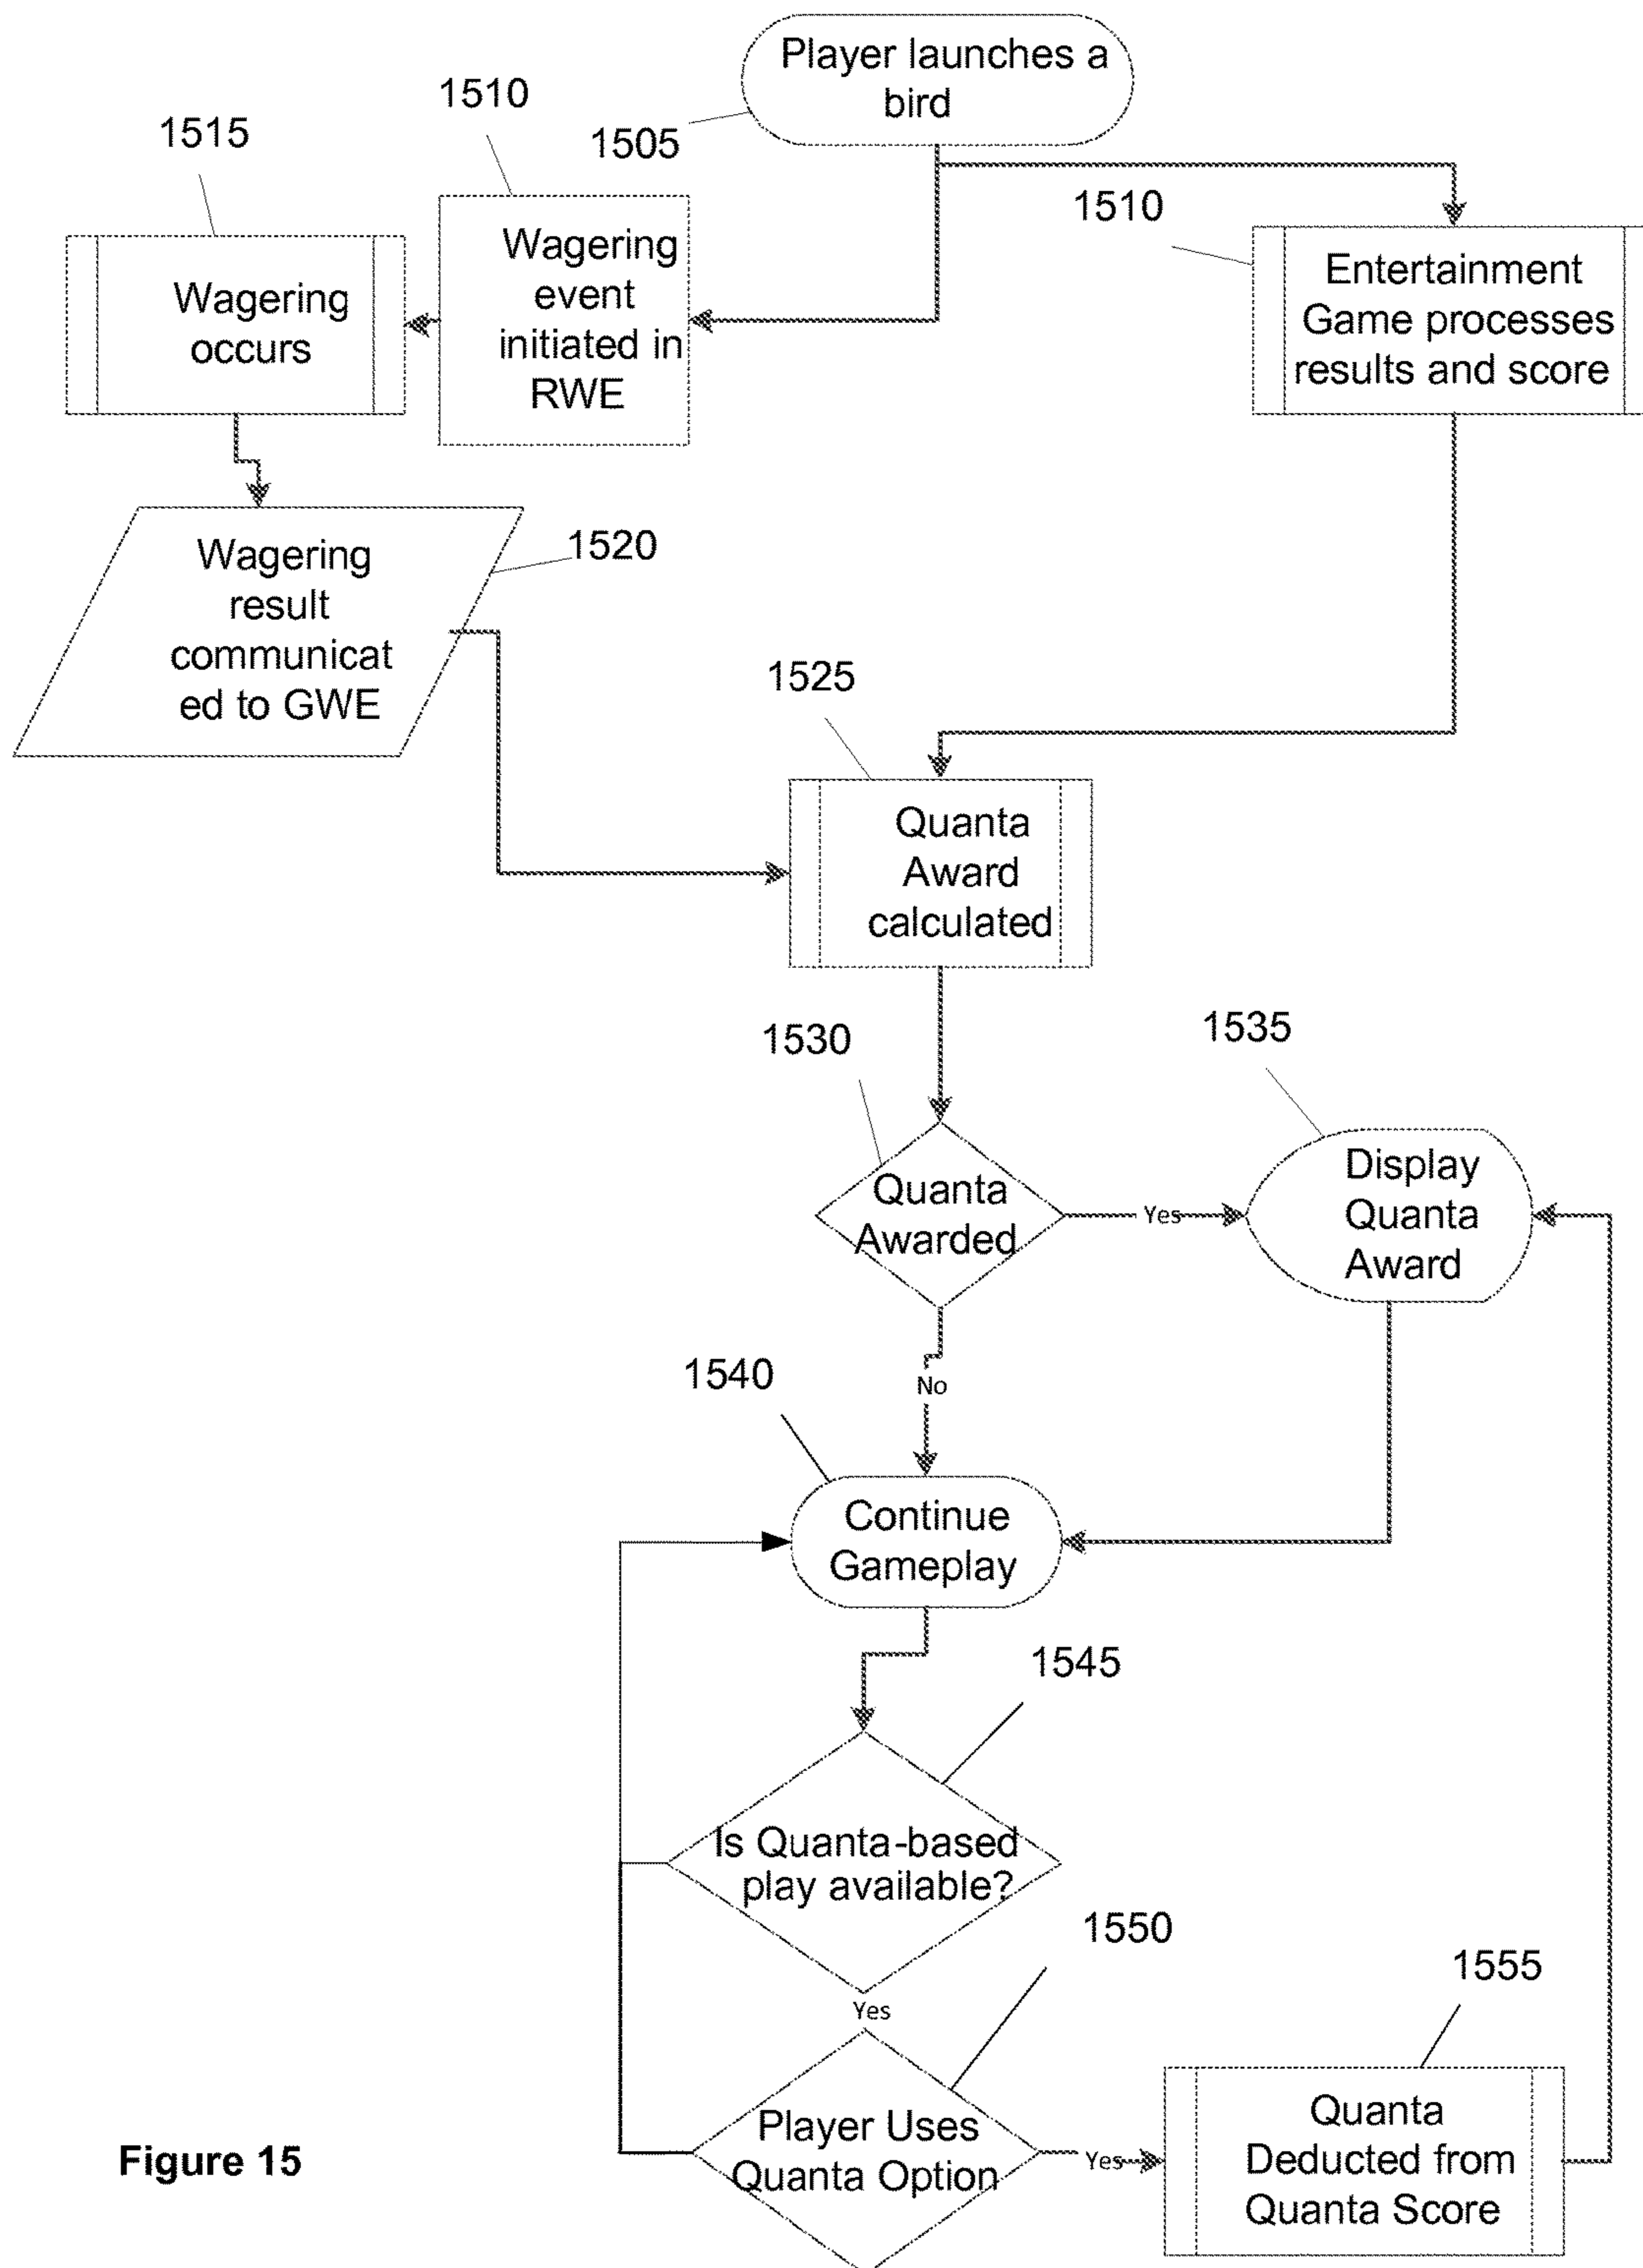 Player launches a
bird
1505
1510
1515
1510
Wagering
event
initiated in
RWE
Wagering
occurs
Entertainment
Game processes
results and score
Wagering
result
communicat
ed to GWE
1520
1525
Quanta
Award
calculated
1530
1535
Quanta
Awarded
Yes
Display
Quanta
Award
No
1540
Continue
Gameplay
1545
Is Quanta-based
play available?
Yes
1550
1555
Player Uses
Quanta Option
Yes
Quanta
Deducted from
Quanta Score
Figure 15